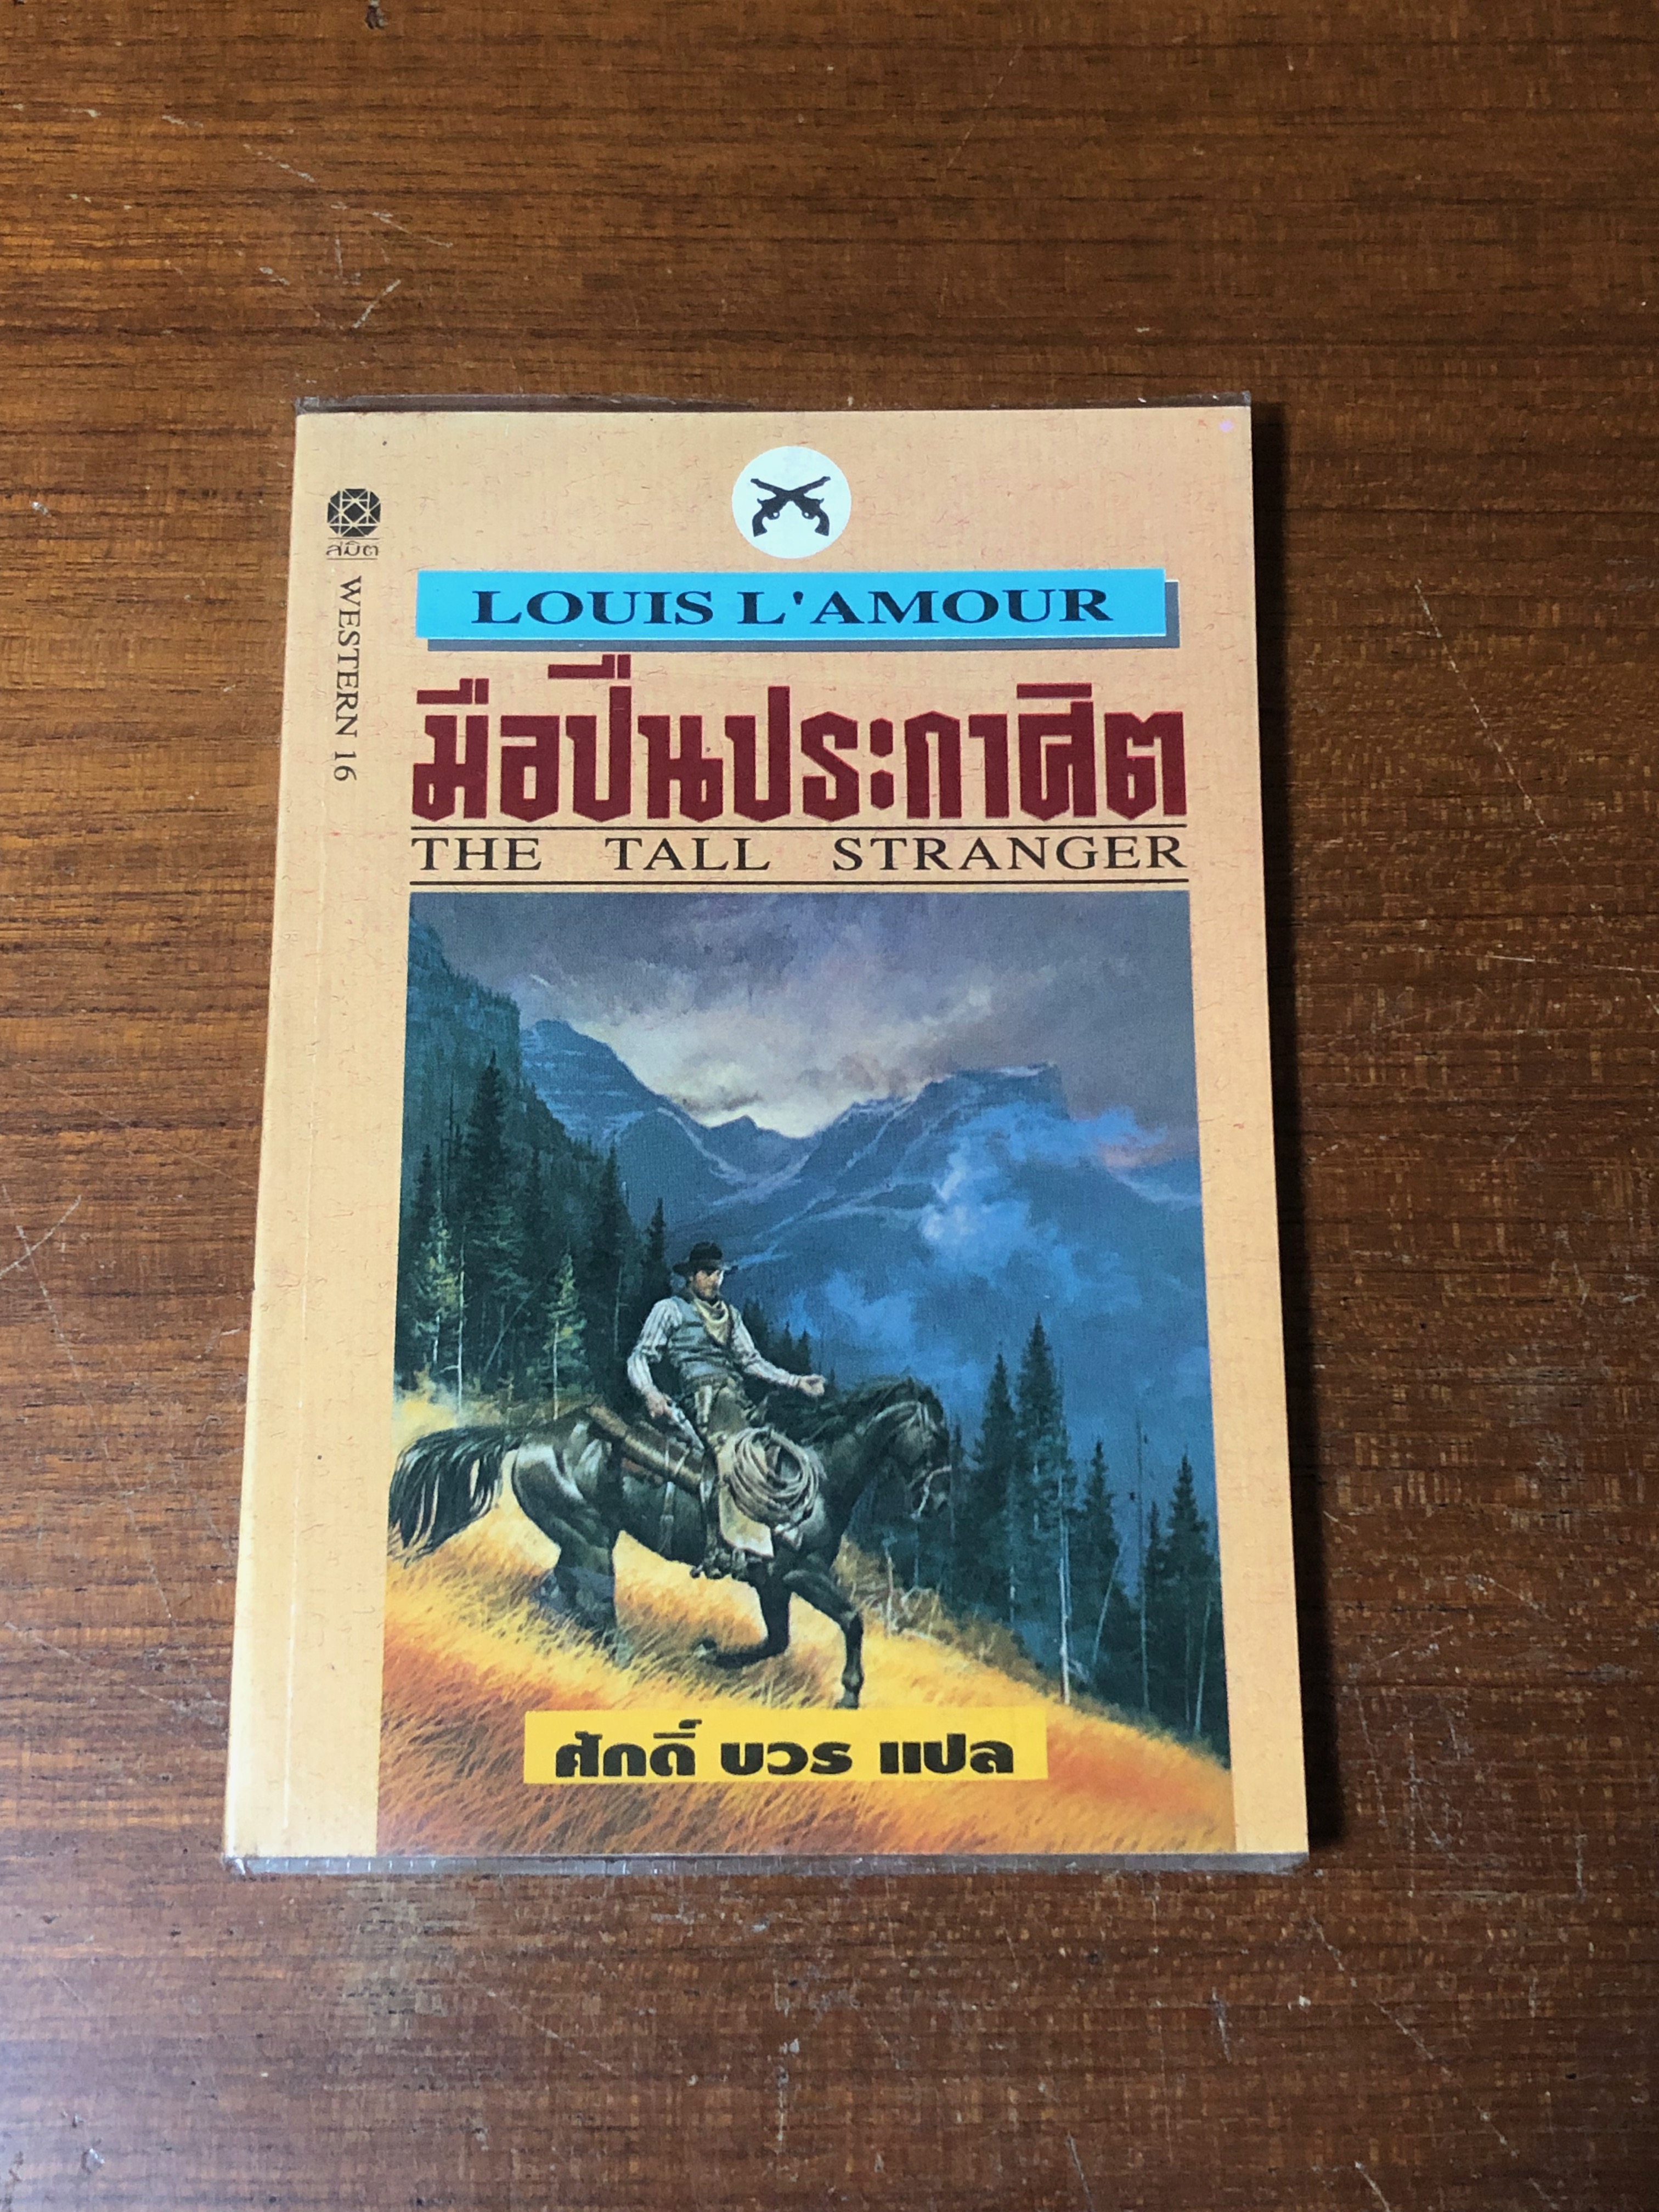 สมิต
WESTERN 16
LOUIS L'AMOUR
มือปืนประกาศิต
THE TALL STRANGER
ศักดิ์ บวร แปล